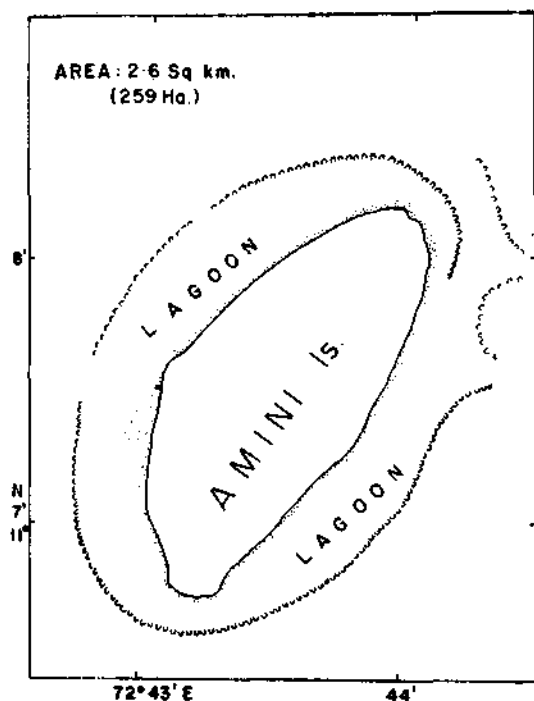 AREA: 2·6 Sq km.
(259 Ha.)
LAGOON
8'
AMINI Is.
LAGOON
N
7'
11°
72° 43' E
44'